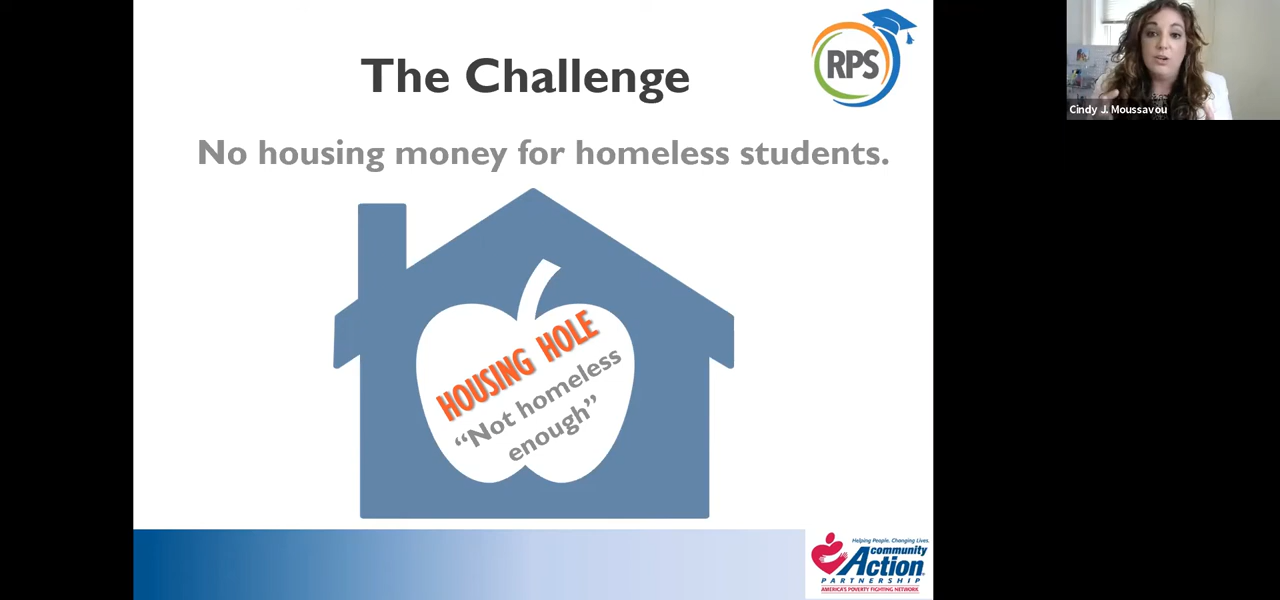 The Challenge
RPS
Cindy J. Moussavou
No housing money for homeless students.
HOUSING HOLE
“Not homeless
enough”
Helping People. Changing Lives.
community
Action
PARTNERSHIP
AMERICA'S POVERTY FIGHTING NETWORK